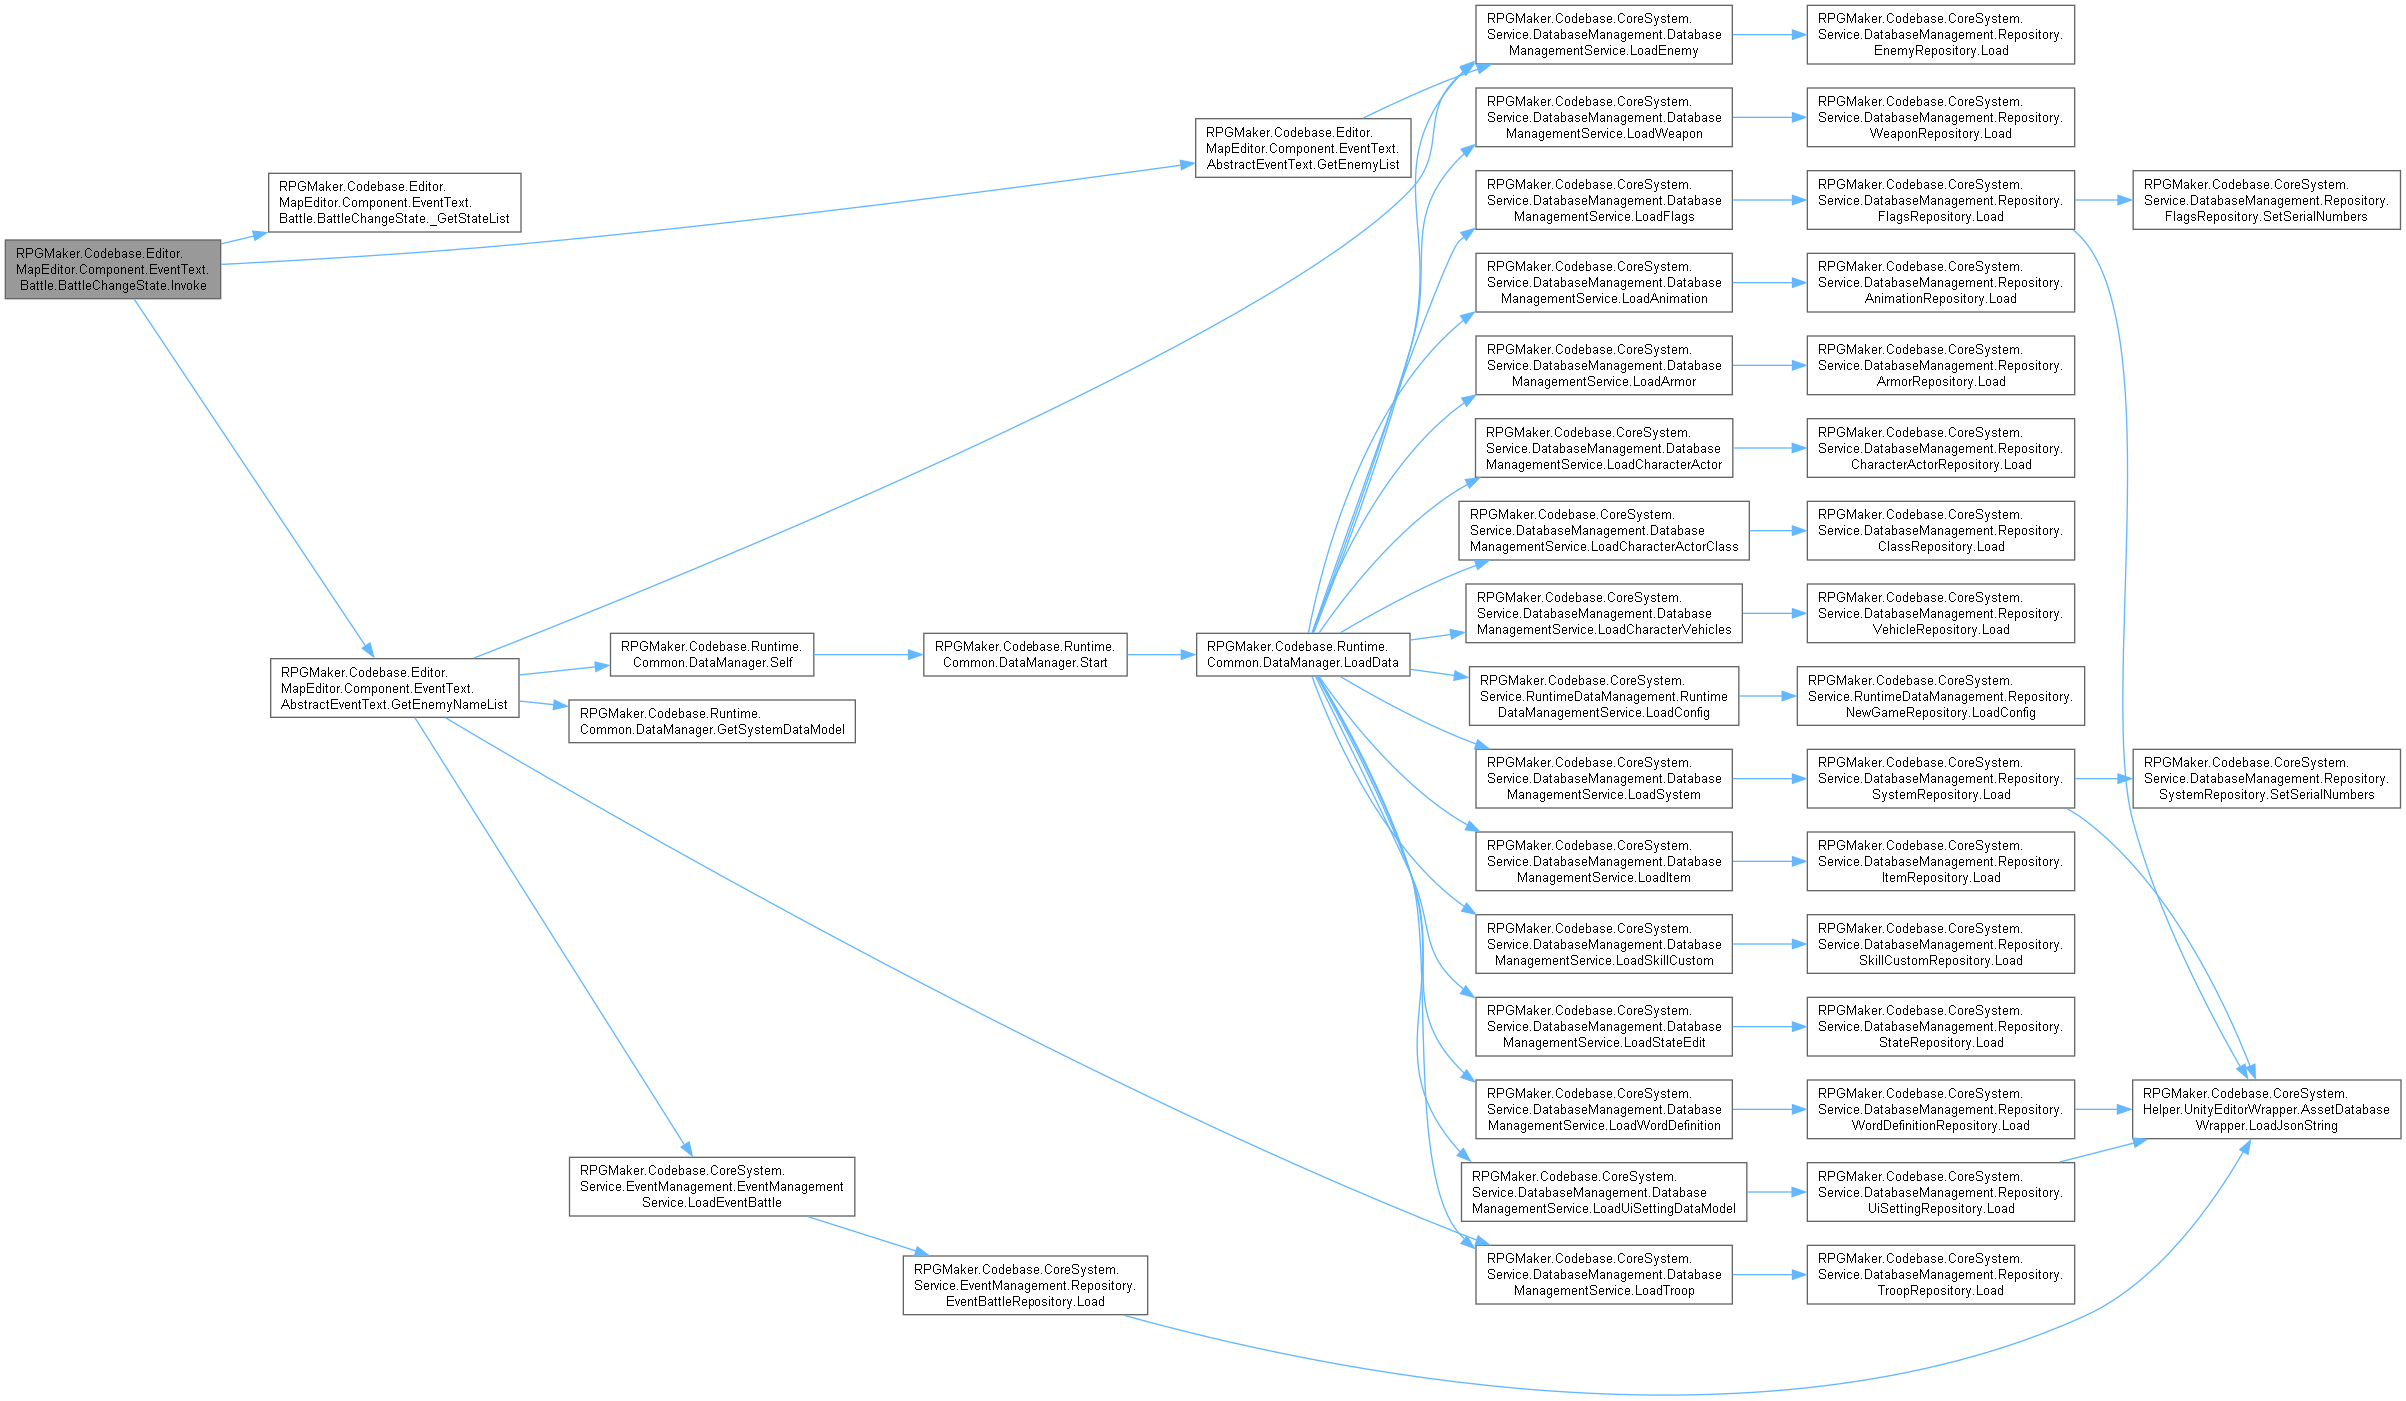 RPGMaker.Codebase.Editor.
MapEditor.Component.EventText.
Battle.BattleChangeState.Invoke
RPGMaker.Codebase.Editor.
MapEditor.Component.EventText.
Battle.BattleChangeState._GetStateList
RPGMaker.Codebase.Editor.
MapEditor.Component.EventText.
AbstractEventText.GetEnemyList
RPGMaker.Codebase.CoreSystem.
Service.DatabaseManagement.Database
ManagementService.LoadEnemy
RPGMaker.Codebase.CoreSystem.
Service.DatabaseManagement.Repository.
EnemyRepository.Load
RPGMaker.Codebase.Editor.
MapEditor.Component.EventText.
AbstractEventText.GetEnemyNameList
RPGMaker.Codebase.Runtime.
Common.DataManager.Self
RPGMaker.Codebase.Runtime.
Common.DataManager.Start
RPGMaker.Codebase.Runtime.
Common.DataManager.LoadData
RPGMaker.Codebase.Runtime.
Common.DataManager.GetSystemDataModel
RPGMaker.Codebase.CoreSystem.
Service.EventManagement.EventManagement
Service.LoadEventBattle
RPGMaker.Codebase.CoreSystem.
Service.EventManagement.Repository.
EventBattleRepository.Load
RPGMaker.Codebase.CoreSystem.
Service.DatabaseManagement.Database
ManagementService.LoadWeapon
RPGMaker.Codebase.CoreSystem.
Service.DatabaseManagement.Repository.
WeaponRepository.Load
RPGMaker.Codebase.CoreSystem.
Service.DatabaseManagement.Database
ManagementService.LoadFlags
RPGMaker.Codebase.CoreSystem.
Service.DatabaseManagement.Repository.
FlagsRepository.Load
RPGMaker.Codebase.CoreSystem.
Service.DatabaseManagement.Repository.
FlagsRepository.SetSerialNumbers
RPGMaker.Codebase.CoreSystem.
Service.DatabaseManagement.Database
ManagementService.LoadAnimation
RPGMaker.Codebase.CoreSystem.
Service.DatabaseManagement.Repository.
AnimationRepository.Load
RPGMaker.Codebase.CoreSystem.
Service.DatabaseManagement.Database
ManagementService.LoadArmor
RPGMaker.Codebase.CoreSystem.
Service.DatabaseManagement.Repository.
ArmorRepository.Load
RPGMaker.Codebase.CoreSystem.
Service.DatabaseManagement.Database
ManagementService.LoadCharacterActor
RPGMaker.Codebase.CoreSystem.
Service.DatabaseManagement.Repository.
CharacterActorRepository.Load
RPGMaker.Codebase.CoreSystem.
Service.DatabaseManagement.Database
ManagementService.LoadCharacterActorClass
RPGMaker.Codebase.CoreSystem.
Service.DatabaseManagement.Repository.
ClassRepository.Load
RPGMaker.Codebase.CoreSystem.
Service.DatabaseManagement.Database
ManagementService.LoadCharacterVehicles
RPGMaker.Codebase.CoreSystem.
Service.DatabaseManagement.Repository.
VehicleRepository.Load
RPGMaker.Codebase.CoreSystem.
Service.RuntimeDataManagement.Runtime
DataManagementService.LoadConfig
RPGMaker.Codebase.CoreSystem.
Service.RuntimeDataManagement.Repository.
NewGameRepository.LoadConfig
RPGMaker.Codebase.CoreSystem.
Service.DatabaseManagement.Database
ManagementService.LoadSystem
RPGMaker.Codebase.CoreSystem.
Service.DatabaseManagement.Repository.
SystemRepository.Load
RPGMaker.Codebase.CoreSystem.
Service.DatabaseManagement.Repository.
SystemRepository.SetSerialNumbers
RPGMaker.Codebase.CoreSystem.
Service.DatabaseManagement.Database
ManagementService.LoadItem
RPGMaker.Codebase.CoreSystem.
Service.DatabaseManagement.Repository.
ItemRepository.Load
RPGMaker.Codebase.CoreSystem.
Service.DatabaseManagement.Database
ManagementService.LoadSkillCustom
RPGMaker.Codebase.CoreSystem.
Service.DatabaseManagement.Repository.
SkillCustomRepository.Load
RPGMaker.Codebase.CoreSystem.
Service.DatabaseManagement.Database
ManagementService.LoadStateEdit
RPGMaker.Codebase.CoreSystem.
Service.DatabaseManagement.Repository.
StateRepository.Load
RPGMaker.Codebase.CoreSystem.
Service.DatabaseManagement.Database
ManagementService.LoadWordDefinition
RPGMaker.Codebase.CoreSystem.
Service.DatabaseManagement.Repository.
WordDefinitionRepository.Load
RPGMaker.Codebase.CoreSystem.
Helper.UnityEditorWrapper.AssetDatabase
Wrapper.LoadJsonString
RPGMaker.Codebase.CoreSystem.
Service.DatabaseManagement.Database
ManagementService.LoadUiSettingDataModel
RPGMaker.Codebase.CoreSystem.
Service.DatabaseManagement.Repository.
UiSettingRepository.Load
RPGMaker.Codebase.CoreSystem.
Service.DatabaseManagement.Database
ManagementService.LoadTroop
RPGMaker.Codebase.CoreSystem.
Service.DatabaseManagement.Repository.
TroopRepository.Load